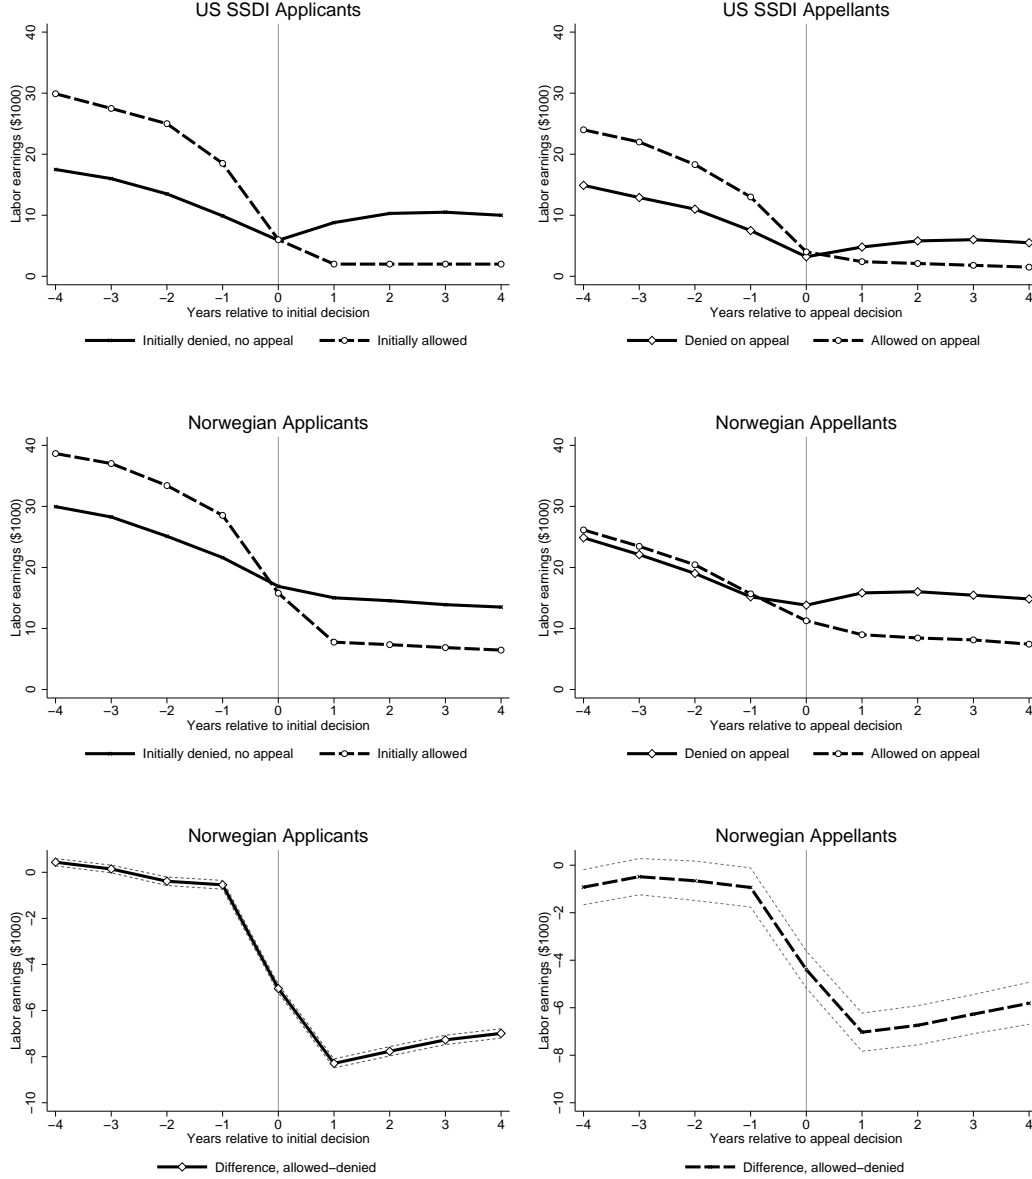 US SSDI Applicants
Labor earnings ($1000)
40
30
20
10
0
−4 −3 −2 −1 0 1 2 3 4
Years relative to initial decision
Initially denied, no appeal Initially allowed
US SSDI Appellants
Labor earnings ($1000)
40
30
20
10
0
−4 −3 −2 −1 0 1 2 3 4
Years relative to appeal decision
Denied on appeal Allowed on appeal
Norwegian Applicants
Labor earnings ($1000)
40
30
20
10
0
−4 −3 −2 −1 0 1 2 3 4
Years relative to initial decision
Initially denied, no appeal Initially allowed
Norwegian Appellants
Labor earnings ($1000)
40
30
20
10
0
−4 −3 −2 −1 0 1 2 3 4
Years relative to appeal decision
Denied on appeal Allowed on appeal
Norwegian Applicants
Labor earnings ($1000)
0
−2
−4
−6
−8
−10
−4 −3 −2 −1 0 1 2 3 4
Years relative to initial decision
Difference, allowed−denied
Norwegian Appellants
Labor earnings ($1000)
0
−2
−4
−6
−8
−10
−4 −3 −2 −1 0 1 2 3 4
Years relative to appeal decision
Difference, allowed−denied